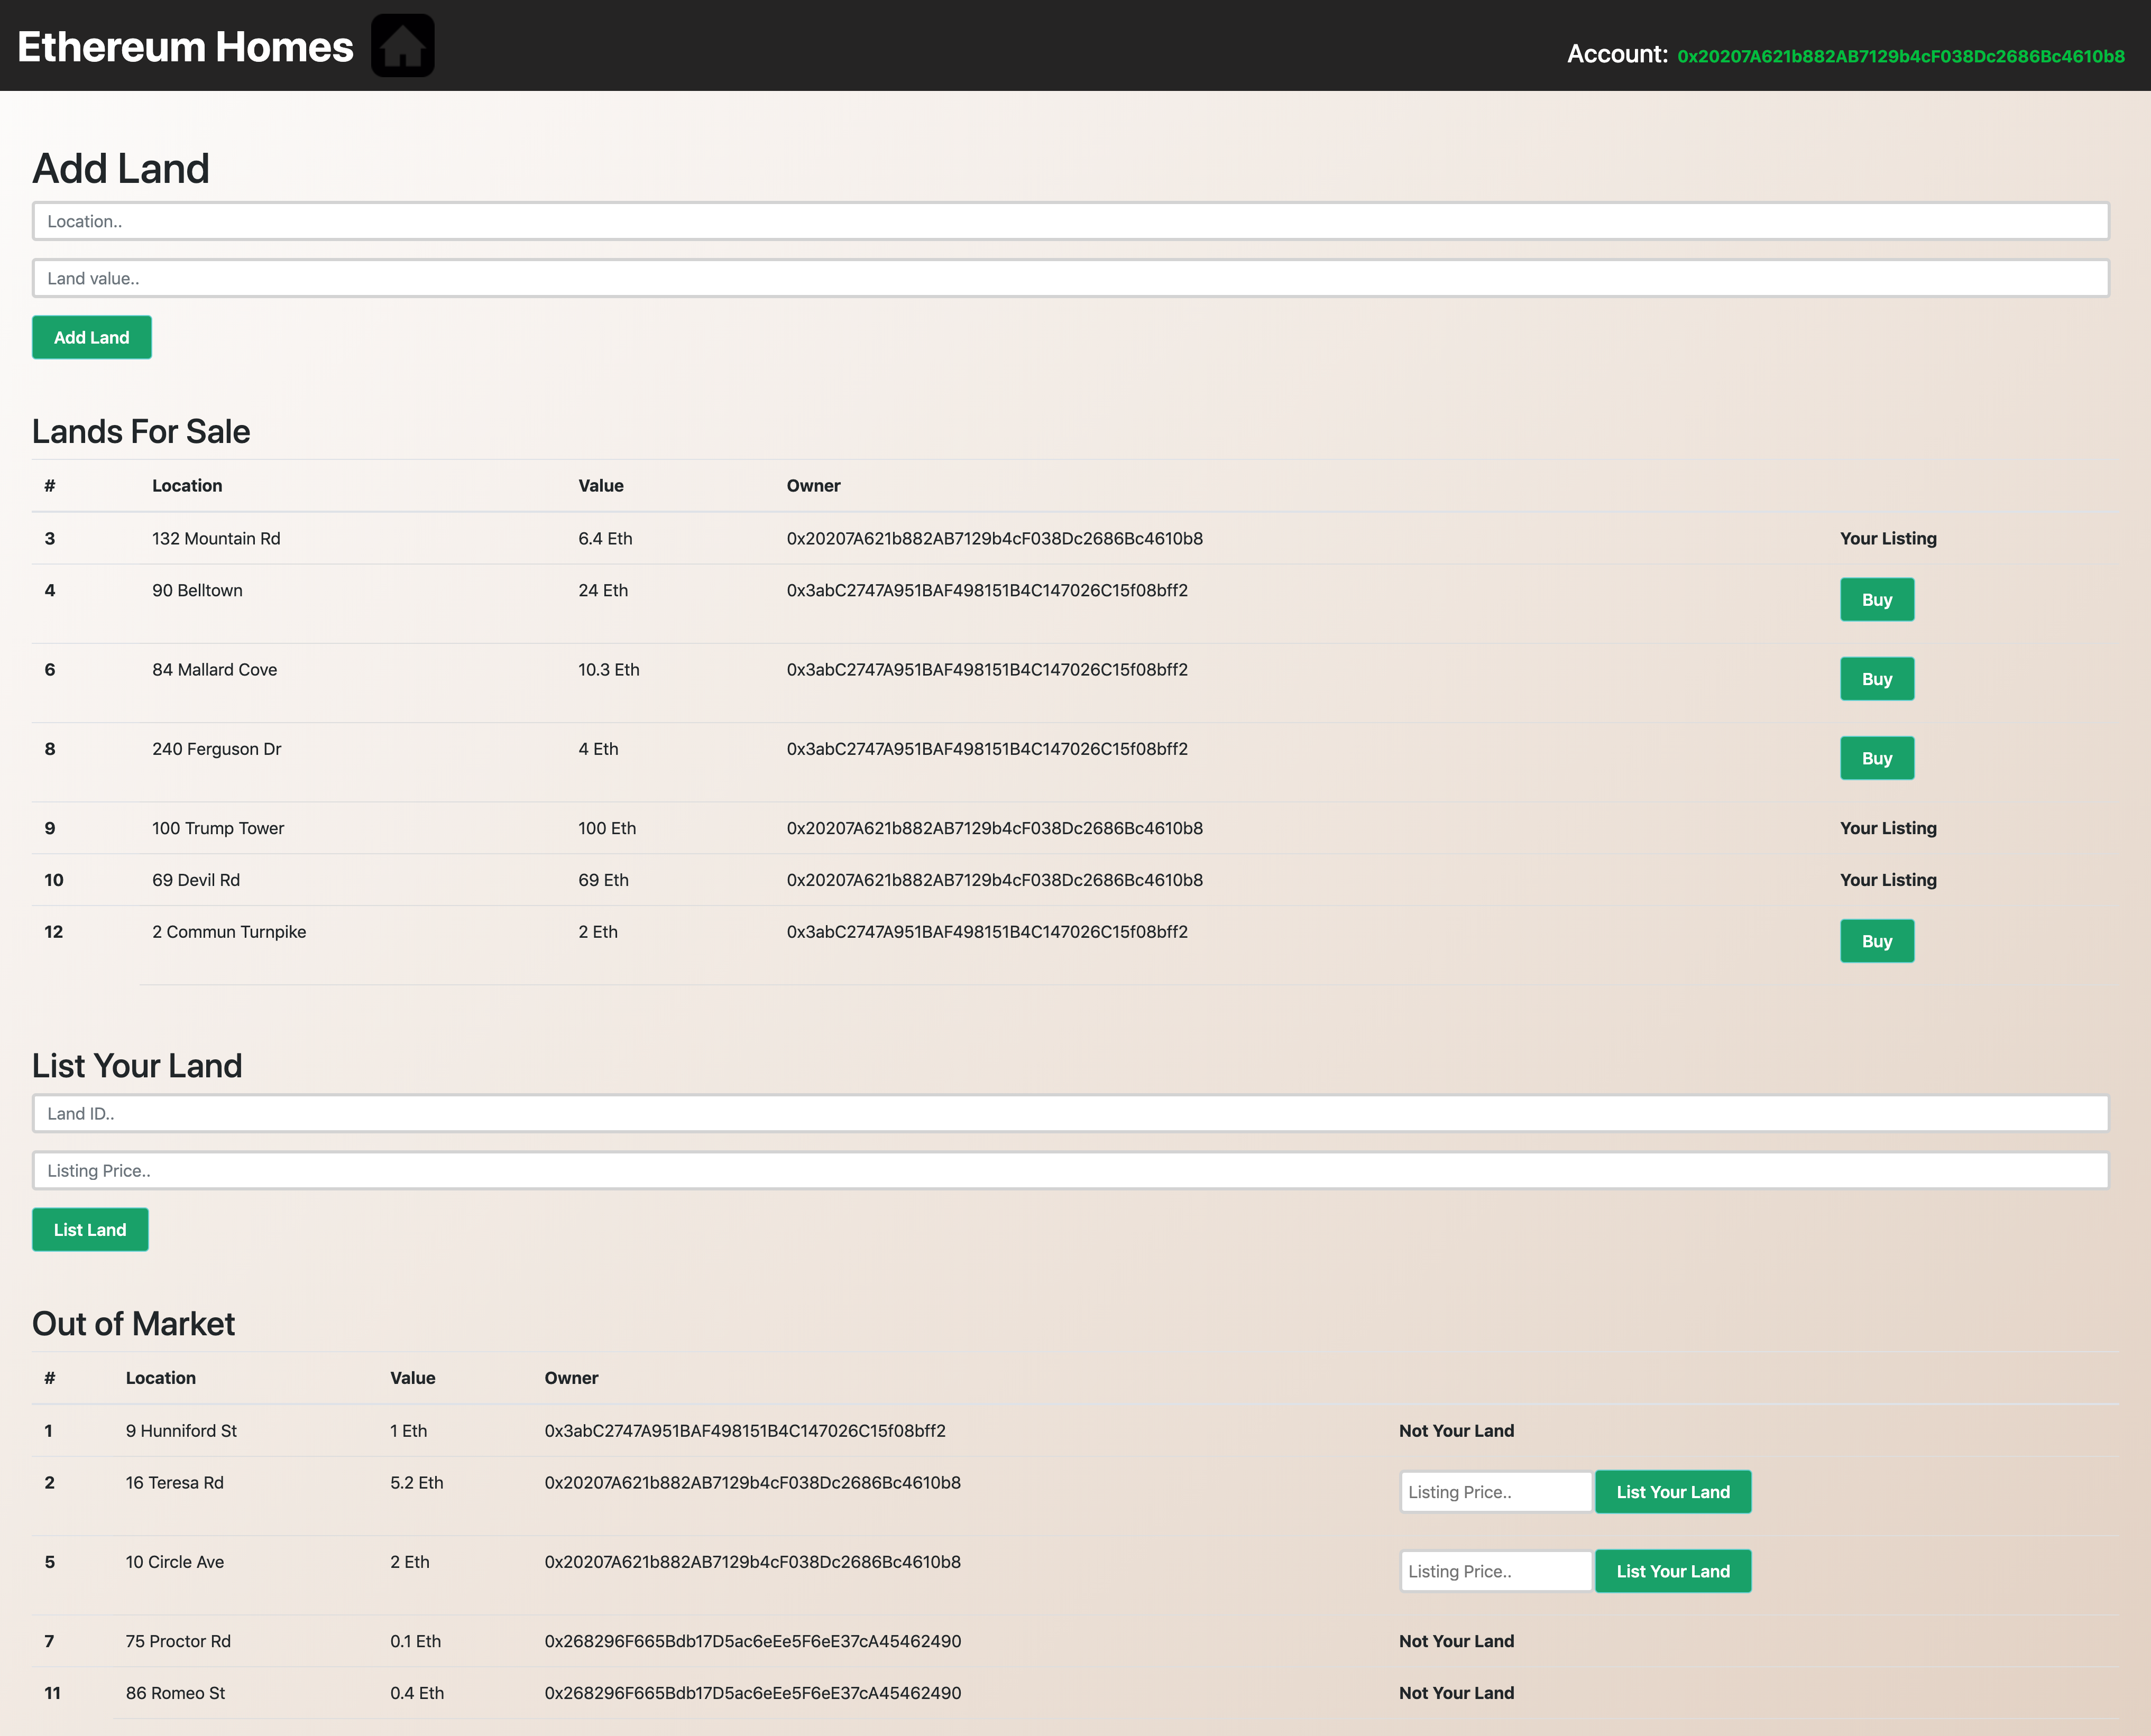 Ethereum Homes
Account: 0x20207A621b882AB7129b4cF038Dc2686Bc4610b8
Add Land
Location..
Land value..
Add Land
Lands For Sale
# Location Value Owner
3 132 Mountain Rd 6.4 Eth 0x20207A621b882AB7129b4cF038Dc2686Bc4610b8 Your Listing
4 90 Belltown 24 Eth 0x3abC2747A951BAF498151B4C147026C15f08bff2 Buy
6 84 Mallard Cove 10.3 Eth 0x3abC2747A951BAF498151B4C147026C15f08bff2 Buy
8 240 Ferguson Dr 4 Eth 0x3abC2747A951BAF498151B4C147026C15f08bff2 Buy
9 100 Trump Tower 100 Eth 0x20207A621b882AB7129b4cF038Dc2686Bc4610b8 Your Listing
10 69 Devil Rd 69 Eth 0x20207A621b882AB7129b4cF038Dc2686Bc4610b8 Your Listing
12 2 Commun Turnpike 2 Eth 0x3abC2747A951BAF498151B4C147026C15f08bff2 Buy
List Your Land
Land ID..
Listing Price..
List Land
Out of Market
# Location Value Owner
1 9 Hunniford St 1 Eth 0x3abC2747A951BAF498151B4C147026C15f08bff2 Not Your Land
2 16 Teresa Rd 5.2 Eth 0x20207A621b882AB7129b4cF038Dc2686Bc4610b8 Listing Price.. List Your Land
5 10 Circle Ave 2 Eth 0x20207A621b882AB7129b4cF038Dc2686Bc4610b8 Listing Price.. List Your Land
7 75 Proctor Rd 0.1 Eth 0x268296F665Bdb17D5ac6eEe5F6eE37cA45462490 Not Your Land
11 86 Romeo St 0.4 Eth 0x268296F665Bdb17D5ac6eEe5F6eE37cA45462490 Not Your Land